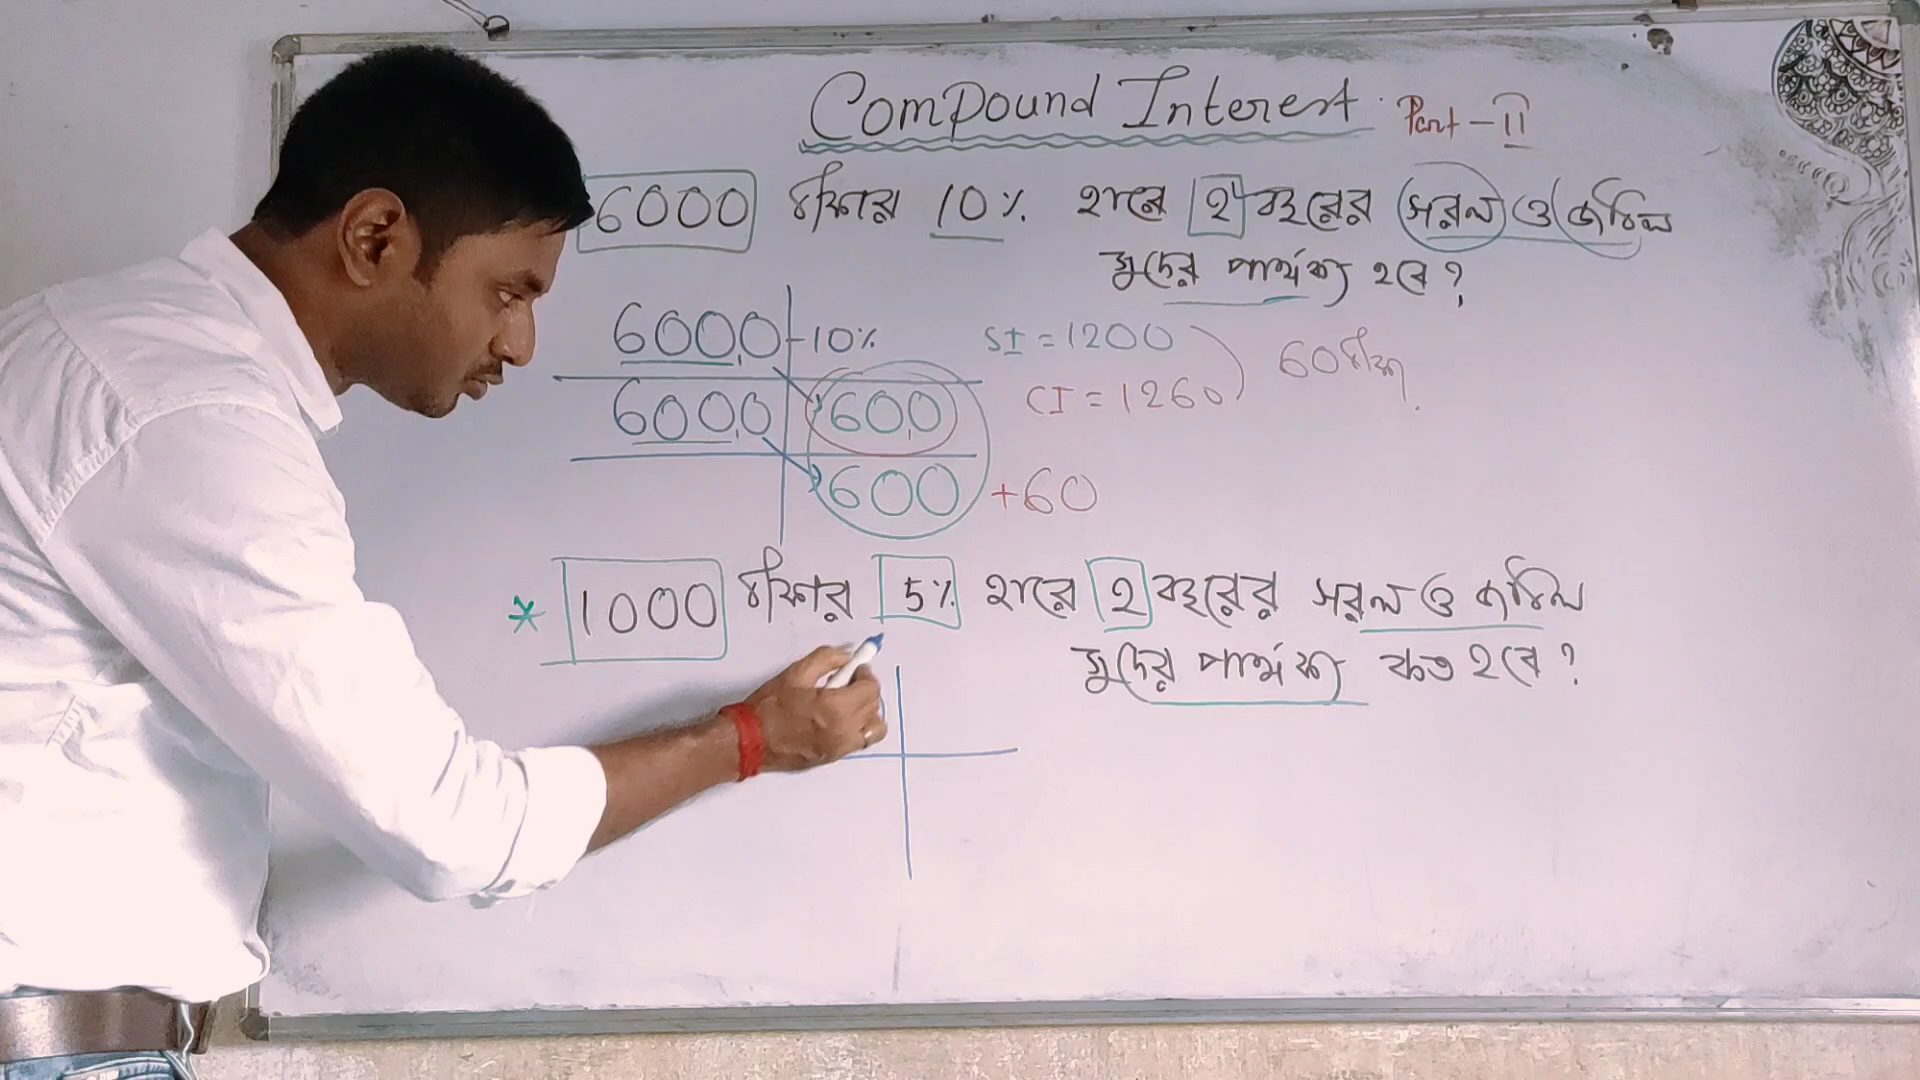 Compound Interest. Part - II
6000 টাকার 10% হারে 2 বছরের সরল ও জটিল
সুদের পার্থক্য হবে?
6000 10%
SI = 1200
CI = 1260
60 টাকা
6000 600
600 + 60
* 1000 টাকার 5% হারে 2 বছরের সরল ও জটিল
সুদের পার্থক্য কত হবে?